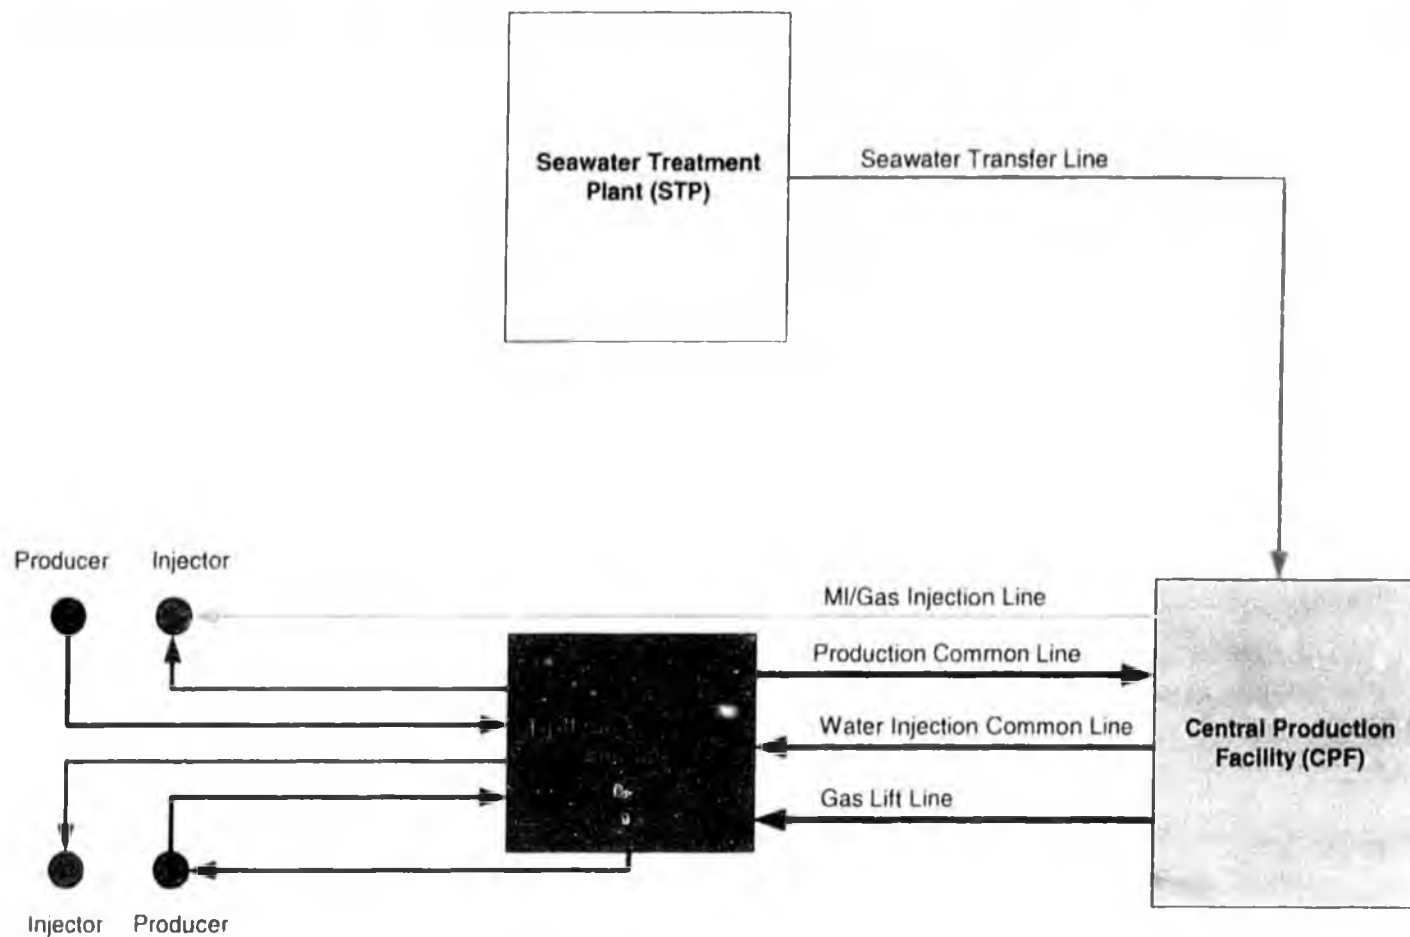 Seawater Treatment
Plant (STP)
Seawater Transfer Line
Producer
Injector
MI/Gas Injection Line
Production Common Line
Water Injection Common Line
Gas Lift Line
Central Production
Facility (CPF)
Injector
Producer